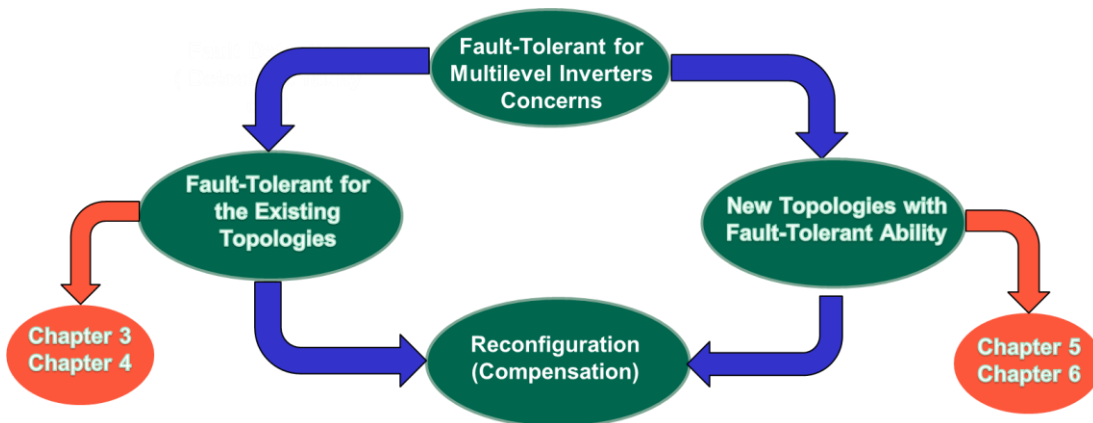 Fault-Tolerant for
Multilevel Inverters
Concerns
Fault-Tolerant for
the Existing
Topologies
New Topologies with
Fault-Tolerant Ability
Chapter 3
Chapter 4
Reconfiguration
(Compensation)
Chapter 5
Chapter 6